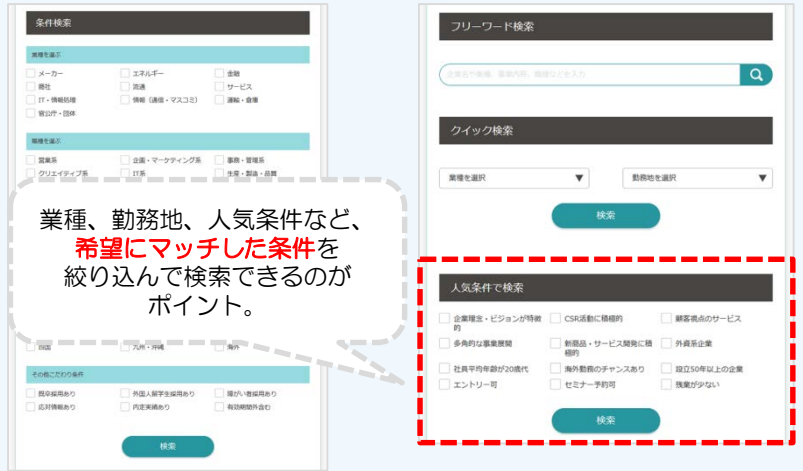 条件検索
業種を選ぶ
メーカー
エネルギー
金融
商社
流通
サービス
IT・情報処理
情報(通信・マスコミ)
運輸・倉庫
官公庁・団体
職種を選ぶ
営業系
企画・マーケティング系
事務・管理系
クリエイティブ系
IT系
生産・製造・品質
業種、勤務地、人気条件など、
希望にマッチした条件を
絞り込んで検索できるのが
ポイント。
四国
九州・沖縄
海外
その他こだわり条件
既卒採用あり
外国人留学生採用あり
障がい者採用あり
応対情報あり
内定実績あり
有効期間外含む
検索
フリーワード検索
企業名や業種、事業内容、職種などを入力
クイック検索
業種を選択
▼
勤務地を選択
▼
検索
人気条件で検索
企業理念・ビジョンが特徴
的
CSR活動に積極的
顧客視点のサービス
多角的な事業展開
新商品・サービス開発に積
極的
外資系企業
社員平均年齢が20歳代
海外勤務のチャンスあり
設立50年以上の企業
エントリー可
セミナー予約可
残業が少ない
検索